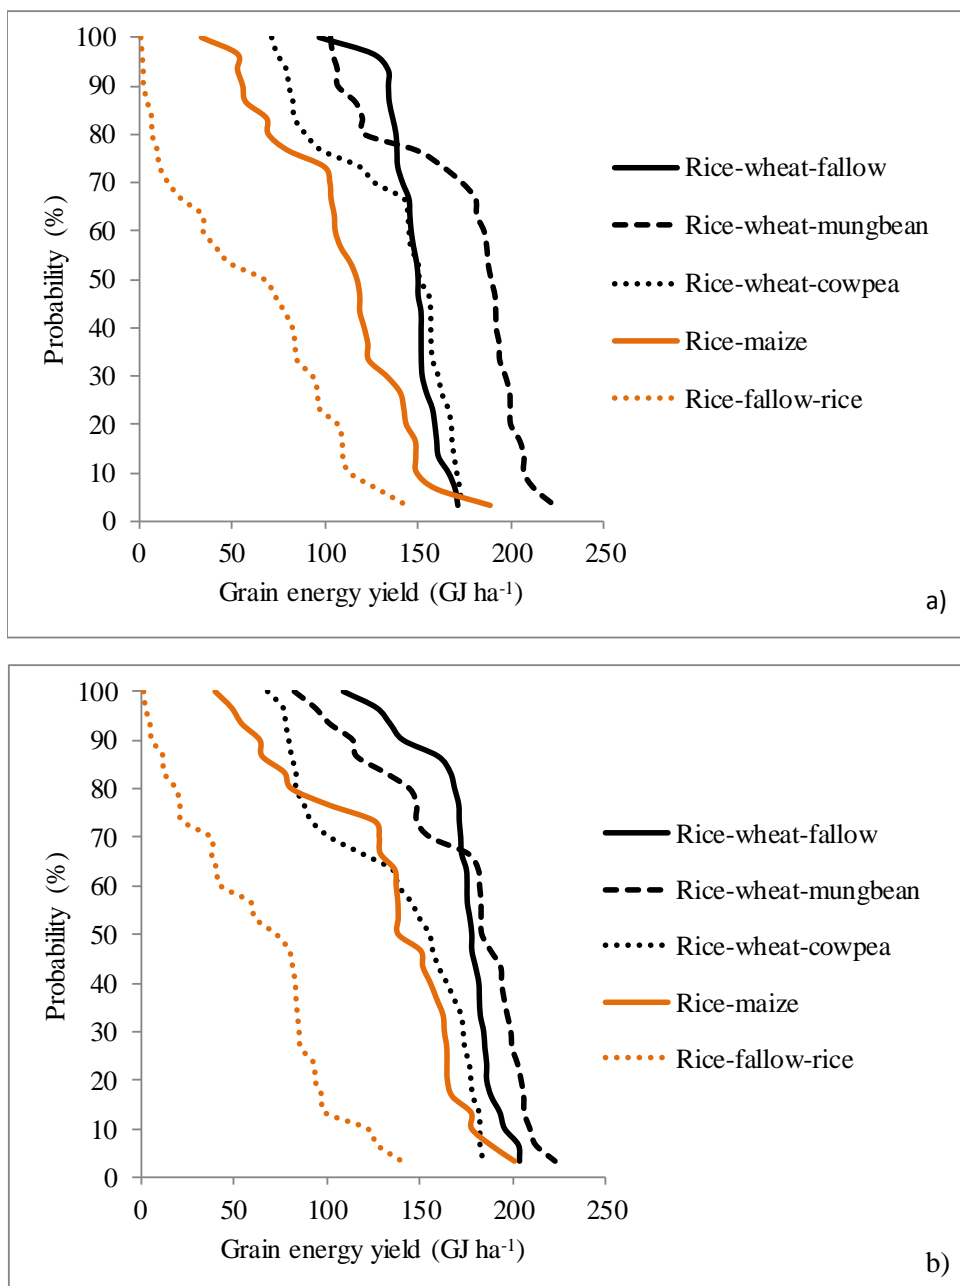 100
90
80
70
60
50
40
30
20
10
0
Probability (%)
0 50 100 150 200 250
Grain energy yield (GJ ha-1)
Rice-wheat-fallow
Rice-wheat-mungbean
Rice-wheat-cowpea
Rice-maize
Rice-fallow-rice
a)
100
90
80
70
60
50
40
30
20
10
0
Probability (%)
0 50 100 150 200 250
Grain energy yield (GJ ha-1)
Rice-wheat-fallow
Rice-wheat-mungbean
Rice-wheat-cowpea
Rice-maize
Rice-fallow-rice
b)